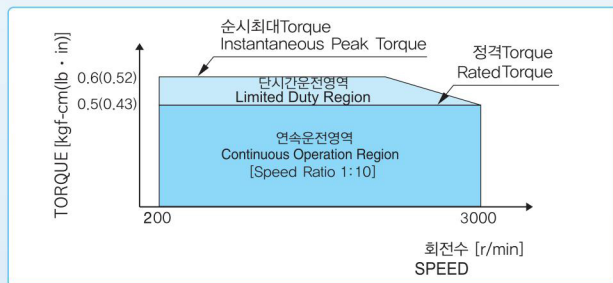 순시최대Torque
Instantaneous Peak Torque
정격Torque
Rated Torque
TORQUE [kgf-cm(lb · in)
0,6(0,52)
0,5(0,43)
단시간운전영역
Limited Duty Region
연속운전영역
Continuous Operation Region
[Speed Ratio 1:10]
200
3000
회전수 [r/min]
SPEED